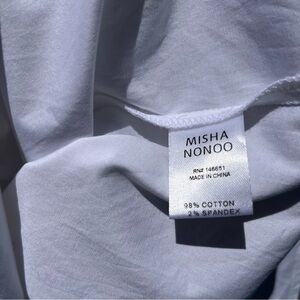 MISHA
NONOO
RN# 146651
MADE IN CHINA
98% COTTON
2% SPANDEX